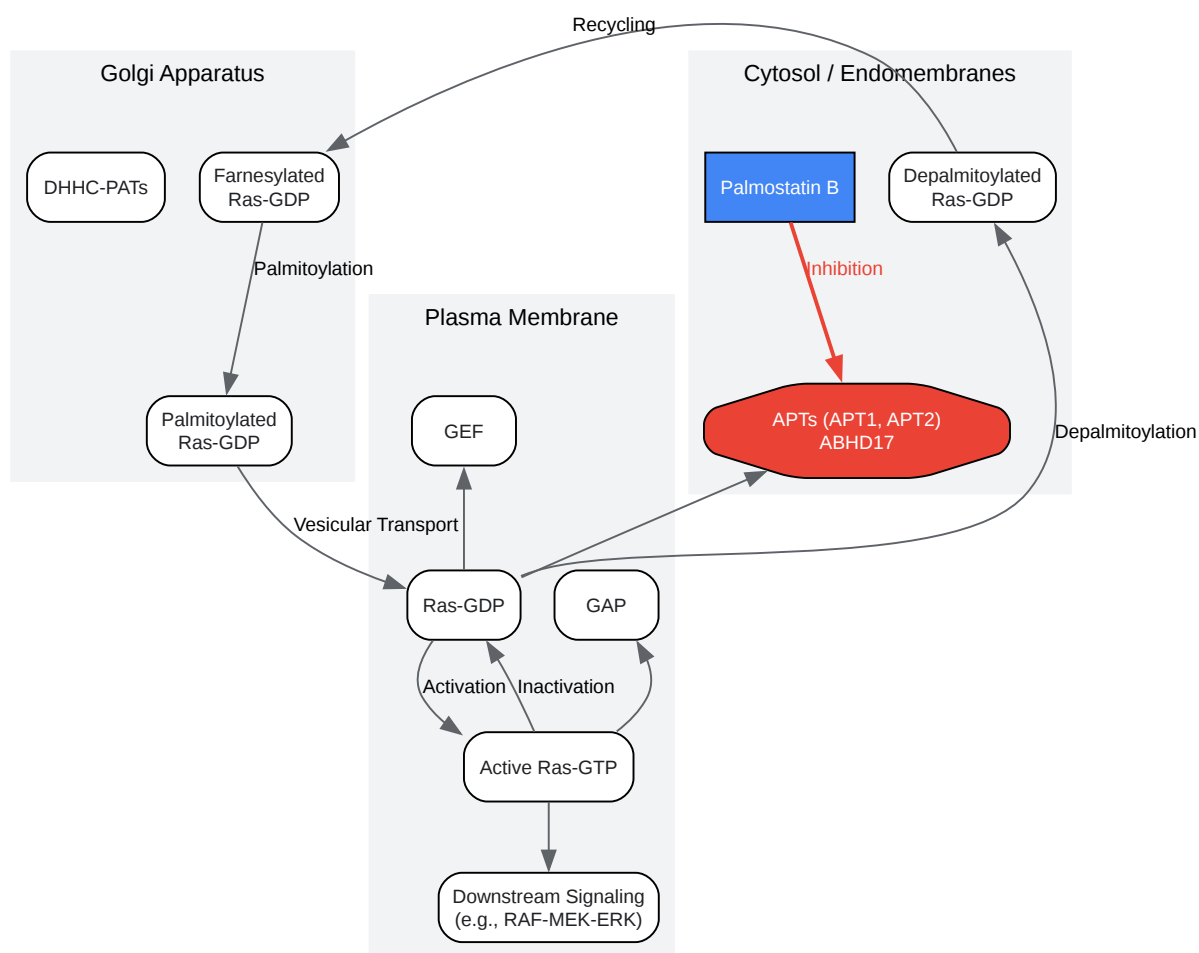 Recycling
Golgi Apparatus
Cytosol / Endomembranes
DHHC-PATs
Farnesylated
Ras-GDP
Palmostatin B
Depalmitoylated
Ras-GDP
Palmitoylation
Inhibition
Plasma Membrane
Palmitoylated
Ras-GDP
GEF
APTs (APT1, APT2)
ABHD17
Depalmitoylation
Vesicular Transport
Ras-GDP
GAP
Activation
Inactivation
Active Ras-GTP
Downstream Signaling
(e.g., RAF-MEK-ERK)